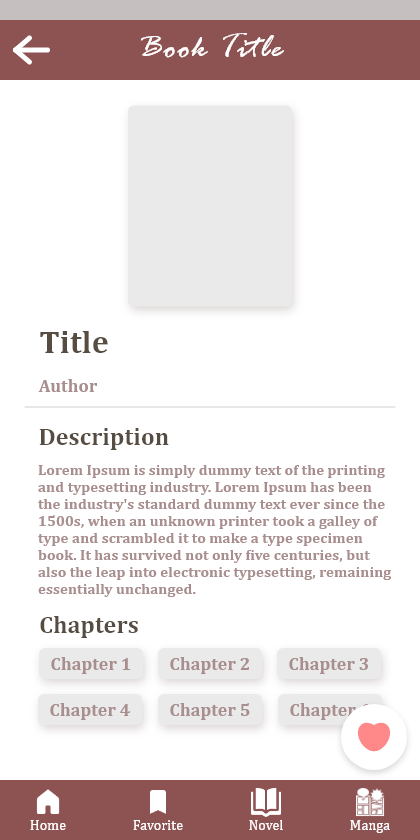 Book Title
Title
Author
Description
Lorem Ipsum is simply dummy text of the printing
and typesetting industry. Lorem Ipsum has been
the industry's standard dummy text ever since the
1500s, when an unknown printer took a galley of
type and scrambled it to make a type specimen
book. It has survived not only five centuries, but
also the leap into electronic typesetting, remaining
essentially unchanged.
Chapters
Chapter 1 Chapter 2 Chapter 3
Chapter 4 Chapter 5 Chapter
Home Favorite Novel Manga